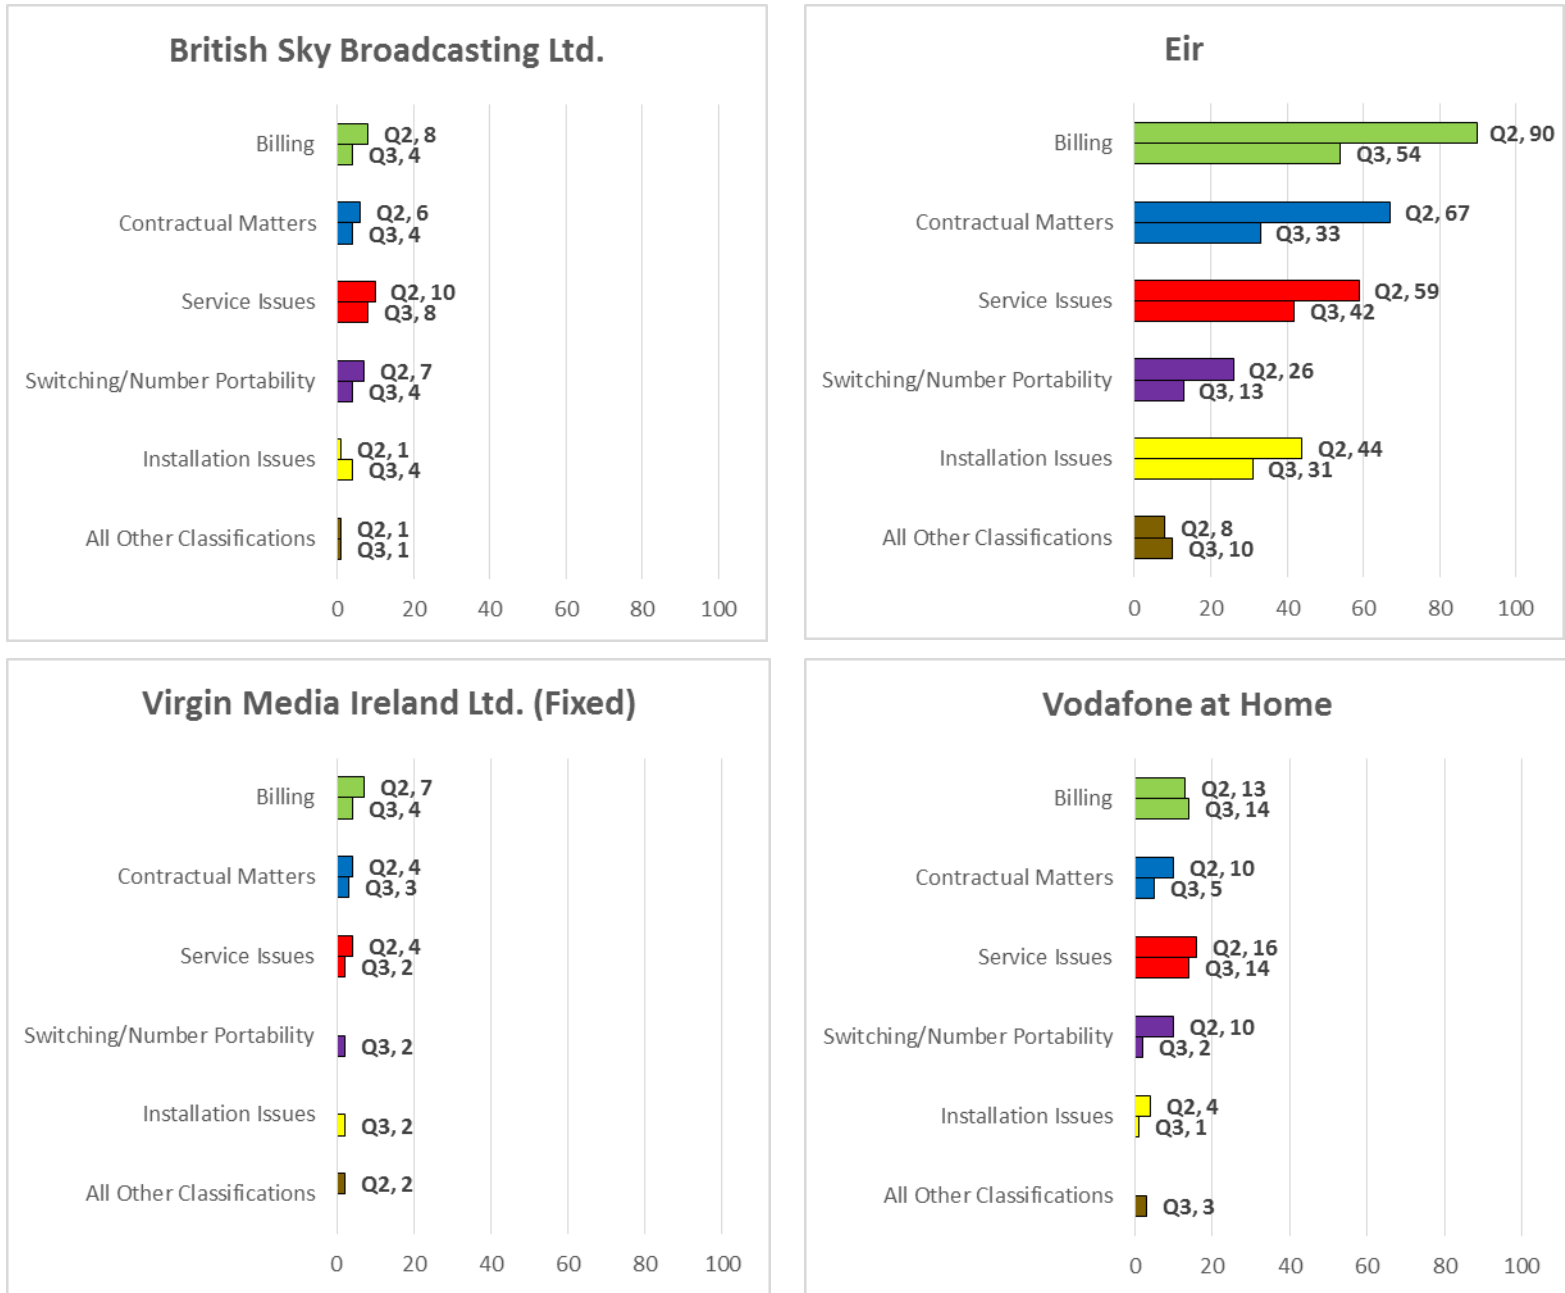 British Sky Broadcasting Ltd.
Billing
Q2, 8
Q3, 4
Contractual Matters
Q2, 6
Q3, 4
Service Issues
Q2, 10
Q3, 8
Switching/Number Portability
Q2, 7
Q3, 4
Installation Issues
Q2, 1
Q3, 4
All Other Classifications
Q2, 1
Q3, 1
0 20 40 60 80 100
Eir
Billing
Q2, 90
Q3, 54
Contractual Matters
Q2, 67
Q3, 33
Service Issues
Q2, 59
Q3, 42
Switching/Number Portability
Q2, 26
Q3, 13
Installation Issues
Q2, 44
Q3, 31
All Other Classifications
Q2, 8
Q3, 10
0 20 40 60 80 100
Virgin Media Ireland Ltd. (Fixed)
Billing
Q2, 7
Q3, 4
Contractual Matters
Q2, 4
Q3, 3
Service Issues
Q2, 4
Q3, 2
Switching/Number Portability
Q3, 2
Installation Issues
Q3, 2
All Other Classifications
Q2, 2
0 20 40 60 80 100
Vodafone at Home
Billing
Q2, 13
Q3, 14
Contractual Matters
Q2, 10
Q3, 5
Service Issues
Q2, 16
Q3, 14
Switching/Number Portability
Q2, 10
Q3, 2
Installation Issues
Q2, 4
Q3, 1
All Other Classifications
Q3, 3
0 20 40 60 80 100